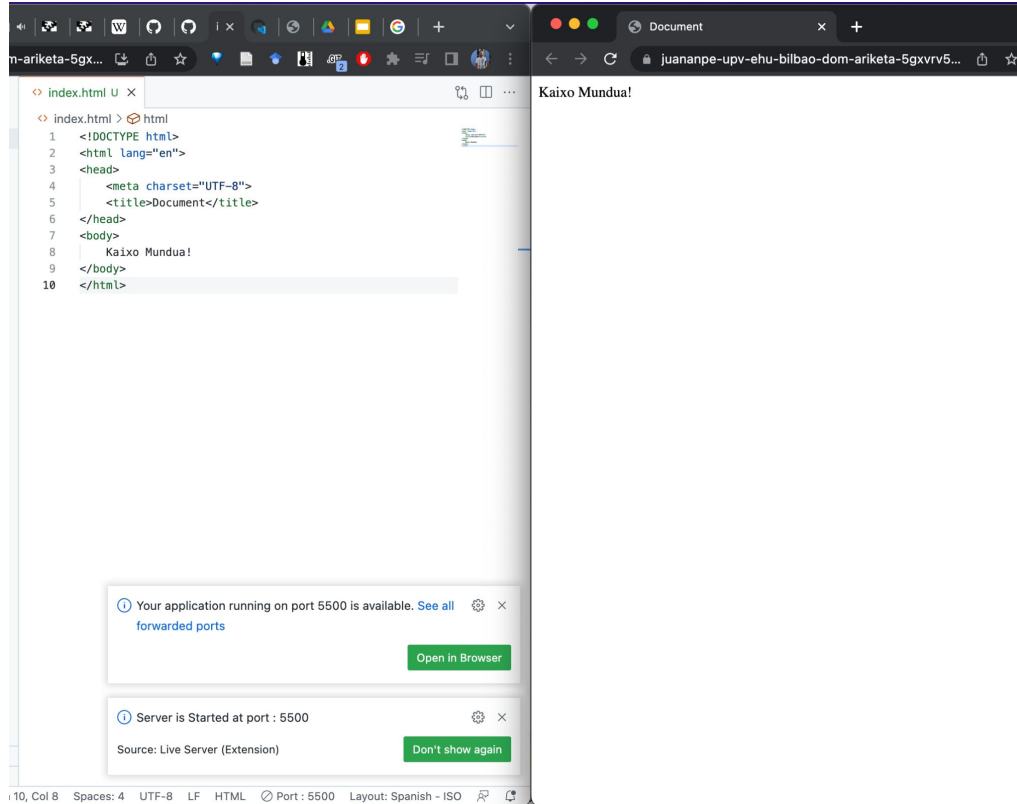 Document
m-ariketa-5gx...
2
juananpe-upv-ehu-bilbao-dom-ariketa-5gxvrv5...
index.html U
index.html > html
1 <!DOCTYPE html>
2 <html lang="en">
3 <head>
4 <meta charset="UTF-8">
5 <title>Document</title>
6 </head>
7 <body>
8 Kaixo Mundua!
9 </body>
10 </html>
Kaixo Mundua!
Your application running on port 5500 is available. See all
forwarded ports
Open in Browser
Server is Started at port : 5500
Source: Live Server (Extension)
Don't show again
10, Col 8 Spaces: 4 UTF-8 LF HTML Port : 5500 Layout: Spanish - ISO